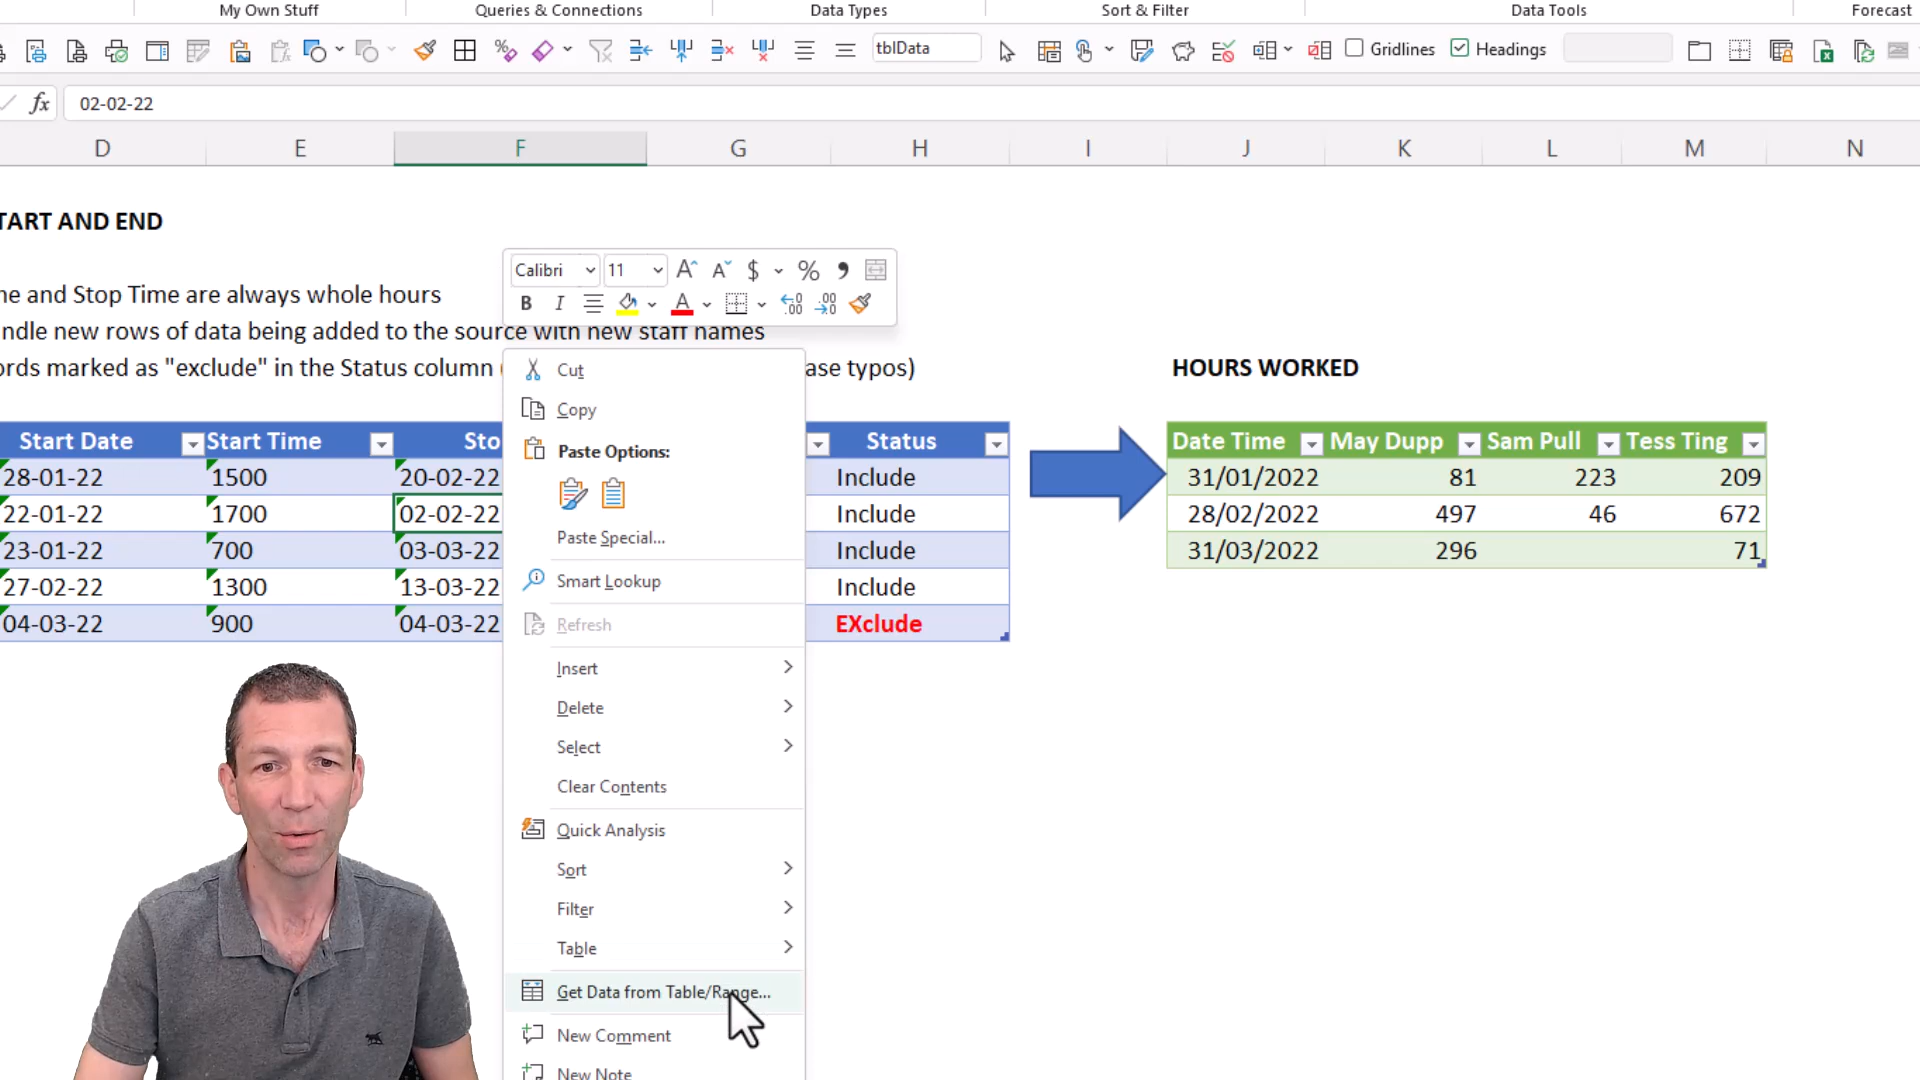 My Own Stuff
Queries & Connections
Data Types
Sort & Filter
Data Tools
Forecast
tblData
Gridlines
Headings
fx
02-02-22
D E F G H I J K L M N
TART AND END
Calibri 11
$ %
B I A
me and Stop Time are always whole hours
ndle new rows of data being added to the source with new staff names
ords marked as "exclude" in the Status column ( ase typos)
HOURS WORKED
Start Date Start Time Sto Status
28-01-22 1500 20-02-22 Include
22-01-22 1700 02-02-22 Include
23-01-22 700 03-03-22 Include
27-02-22 1300 13-03-22 Include
04-03-22 900 04-03-22 EXclude
Cut
Copy
Paste Options:
Paste Special...
Smart Lookup
Refresh
Insert
Delete
Select
Clear Contents
Quick Analysis
Sort
Filter
Table
Get Data from Table/Range...
New Comment
New Note
Date Time May Dupp Sam Pull Tess Ting
31/01/2022 81 223 209
28/02/2022 497 46 672
31/03/2022 296 71